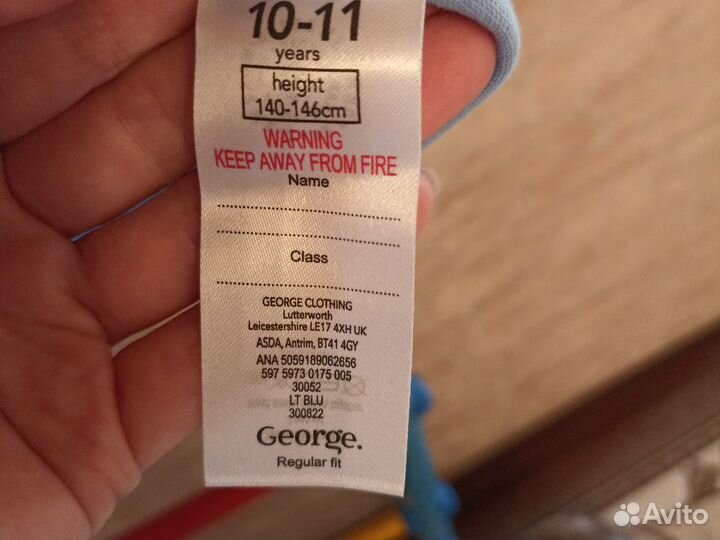 10-11
years
height
140-146cm
WARNING
KEEP AWAY FROM FIRE
Name
Class
GEORGE CLOTHING
Lutterworth
Leicestershire LE17 4XH UK
ASDA, Antrim, BT41 4GY
ANA 5059189062656
597 5973 0175 005
30052
LT BLU
300822
George.
Regular fit
Avito